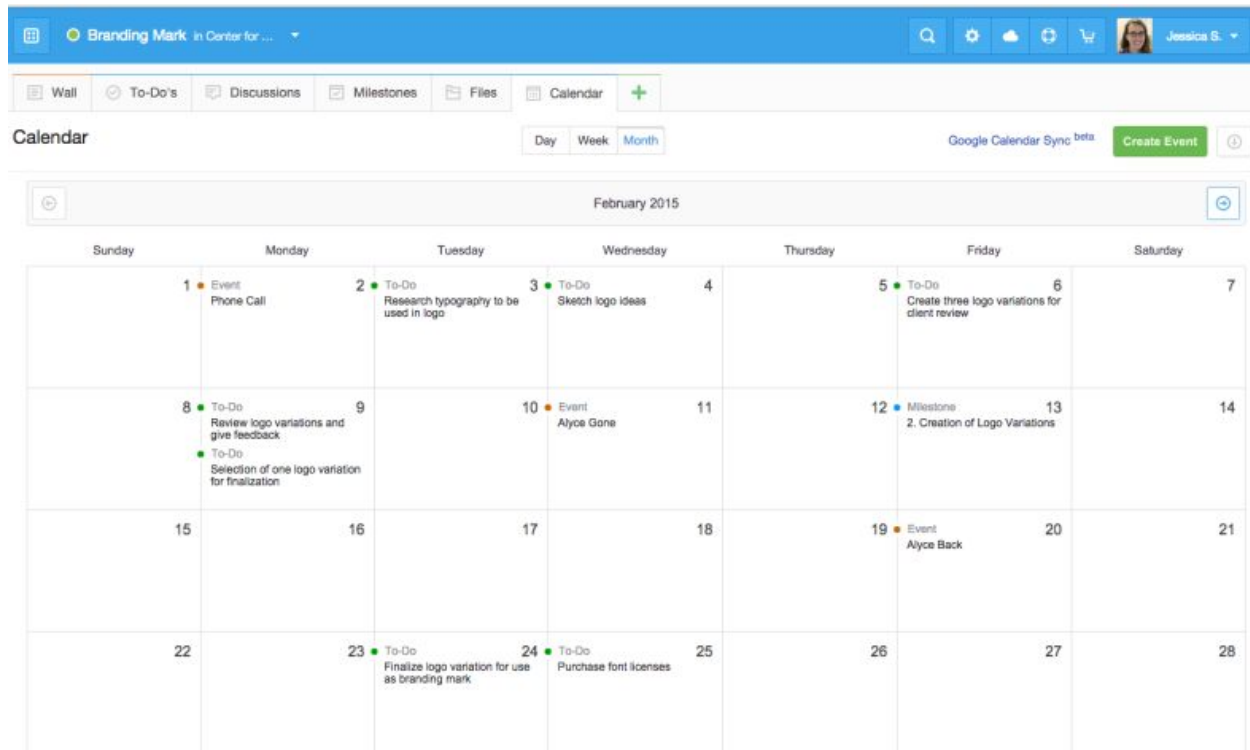 Branding Mark in Center for ...
Jessica S.
Wall
To-Do's
Discussions
Milestones
Files
Calendar
Calendar
Day
Week
Month
Google Calendar Sync beta
Create Event
February 2015
Sunday
Monday
Tuesday
Wednesday
Thursday
Friday
Saturday
1
Event 2
Phone Call
To-Do 3
Research typography to be
used in logo
To-Do 4
Sketch logo ideas
5
To-Do 6
Create three logo variations for
client review
7
8
To-Do 9
Review logo variations and
give feedback
To-Do
Selection of one logo variation
for finalization
10
Event 11
Alyce Gone
12
Milestone 13
2. Creation of Logo Variations
14
15
16
17
18
19
Event 20
Alyce Back
21
22
23
To-Do 24
Finalize logo variation for use
as branding mark
To-Do 25
Purchase font licenses
26
27
28